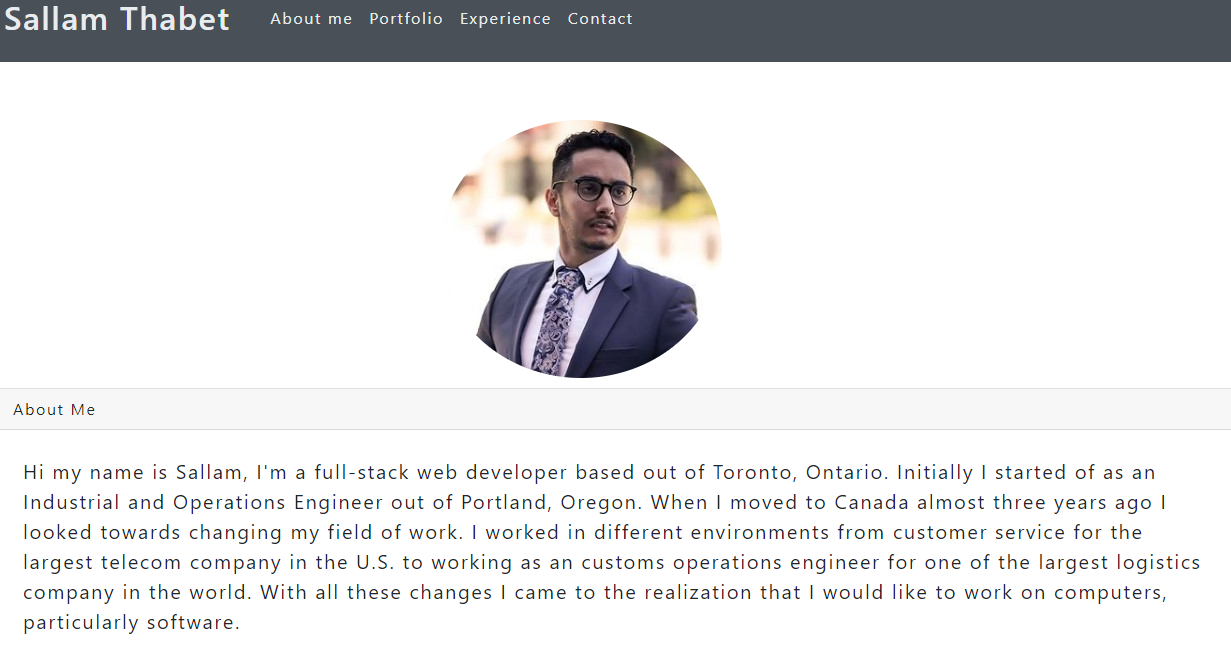 Sallam Thabet
About me Portfolio Experience Contact
About Me
Hi my name is Sallam, I'm a full-stack web developer based out of Toronto, Ontario. Initially I started of as an
Industrial and Operations Engineer out of Portland, Oregon. When I moved to Canada almost three years ago I
looked towards changing my field of work. I worked in different environments from customer service for the
largest telecom company in the U.S. to working as an customs operations engineer for one of the largest logistics
company in the world. With all these changes I came to the realization that I would like to work on computers,
particularly software.